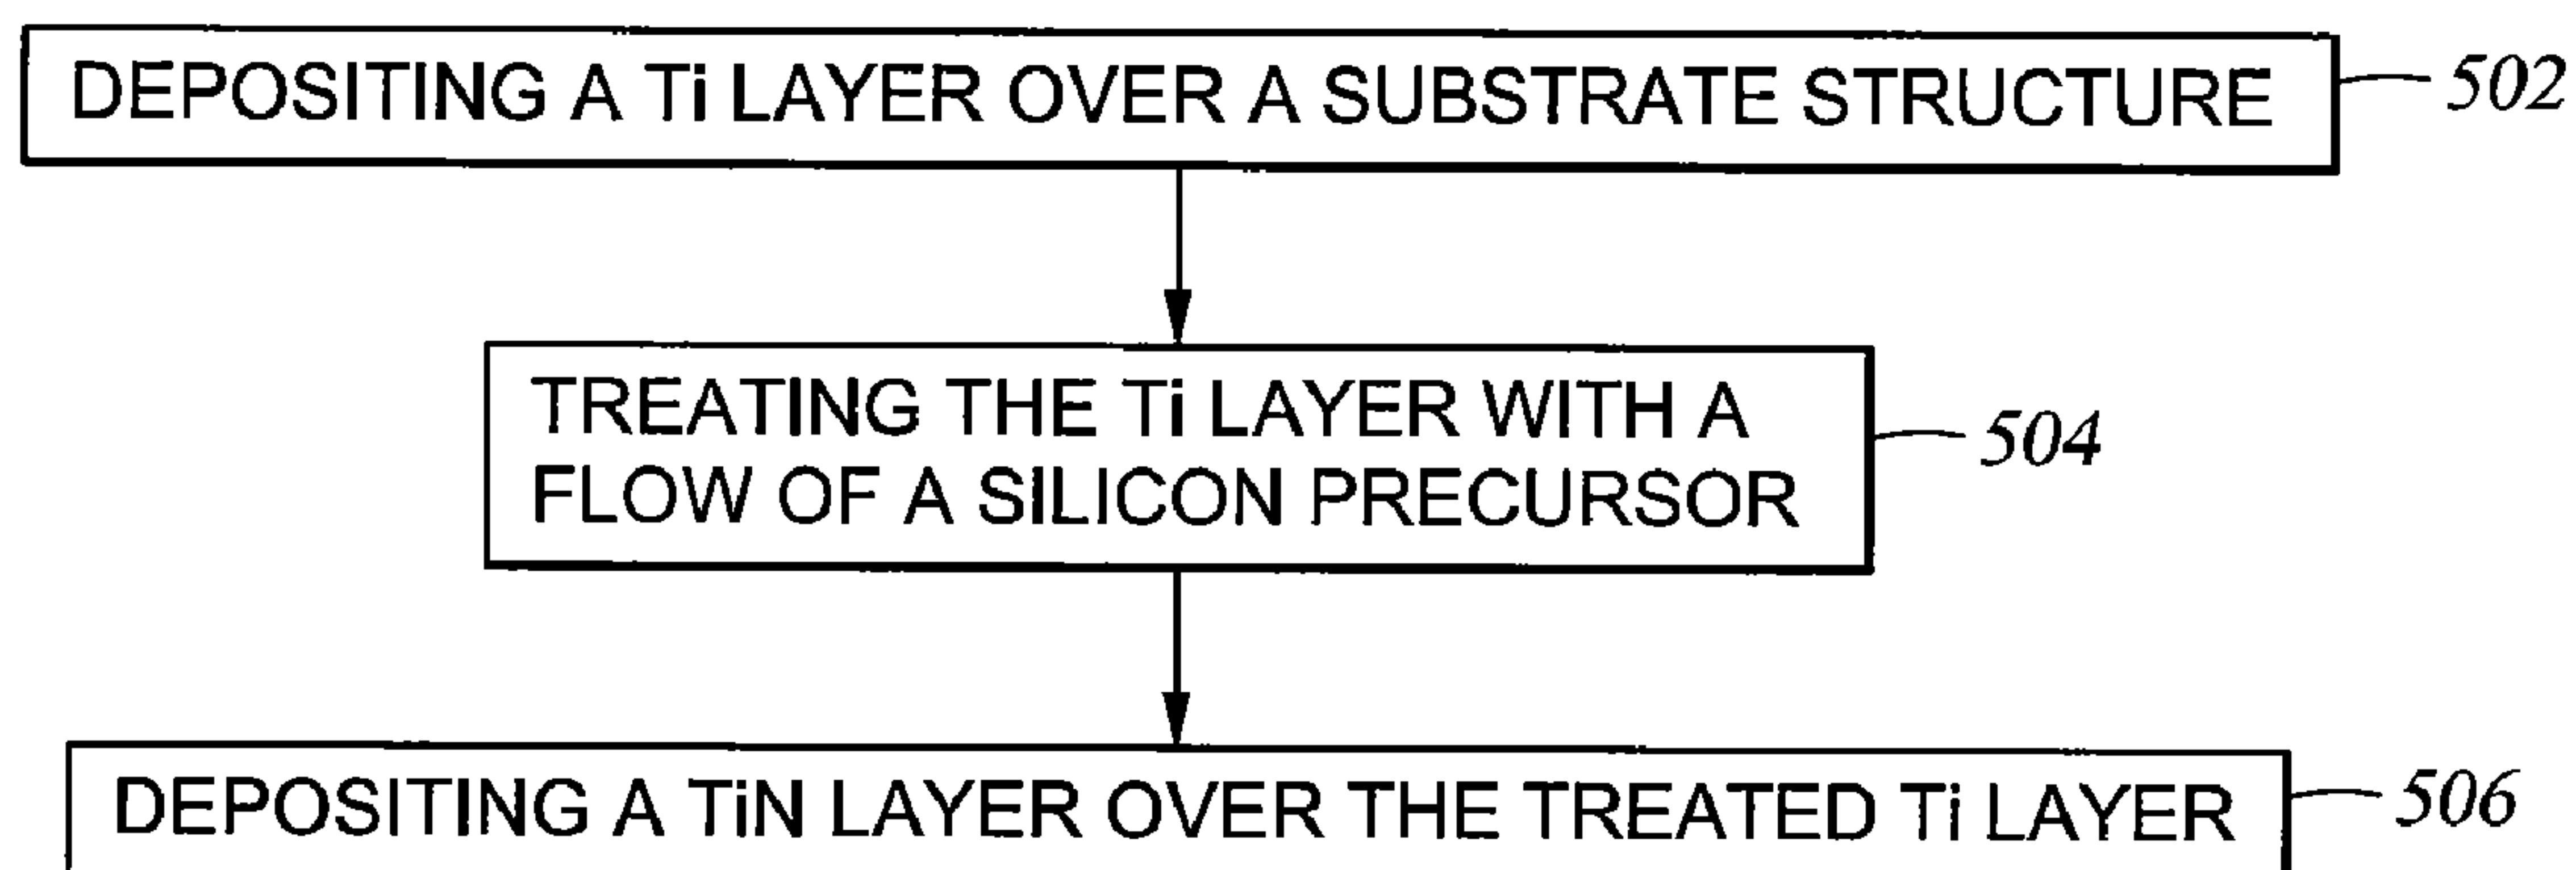 DEPOSITING A Ti LAYER OVER A SUBSTRATE STRUCTURE 502
TREATING THE Ti LAYER WITH A
FLOW OF A SILICON PRECURSOR
504
DEPOSITING A TiN LAYER OVER THE TREATED Ti LAYER 506